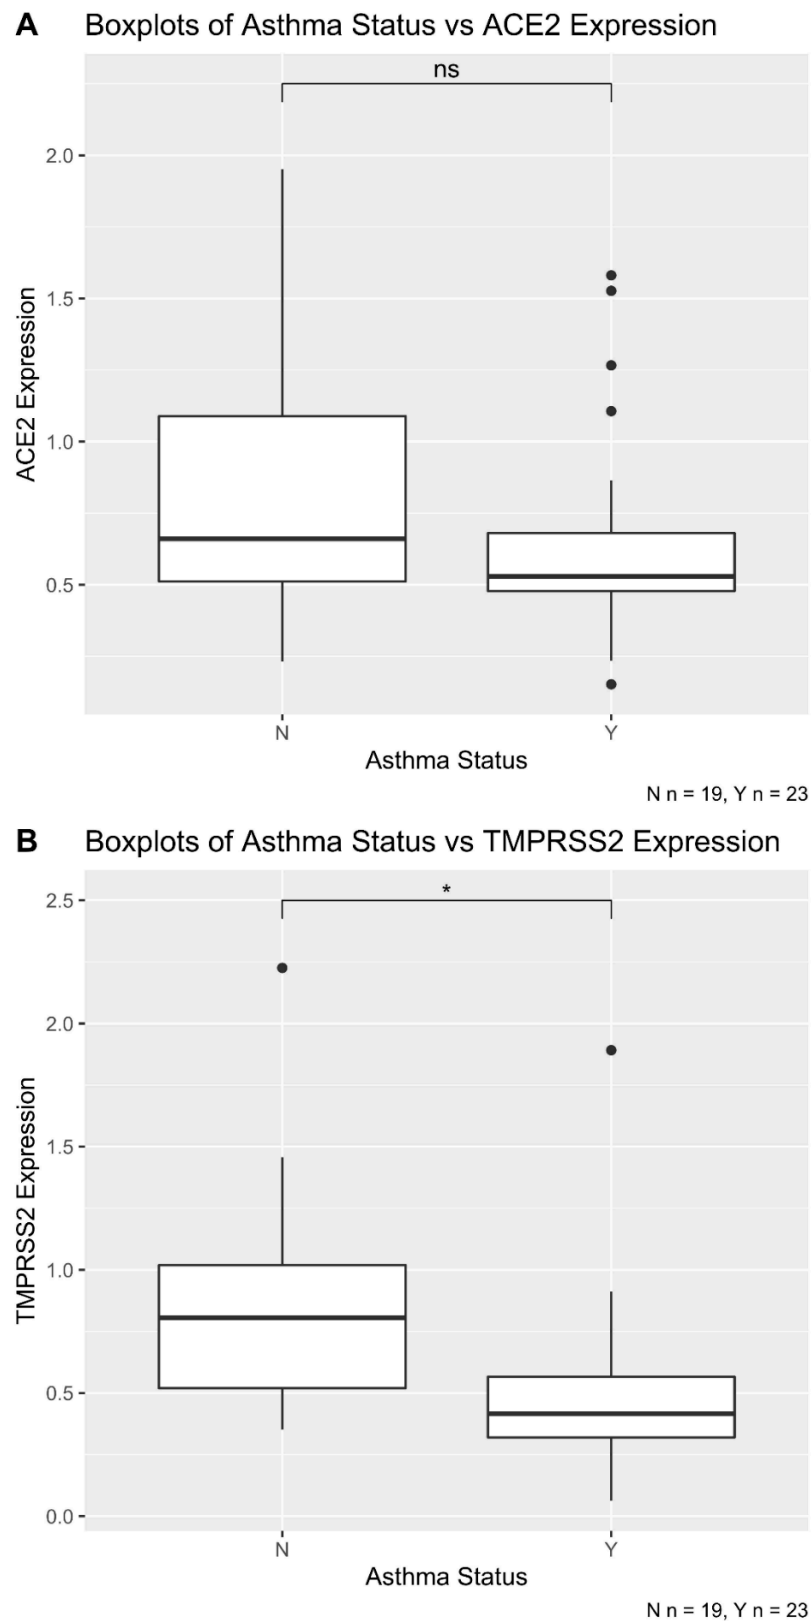 A Boxplots of Asthma Status vs ACE2 Expression
ns
2.0
1.5
1.0
0.5
ACE2 Expression
N Y
Asthma Status
N n = 19, Y n = 23
B Boxplots of Asthma Status vs TMPRSS2 Expression
*
2.5
2.0
1.5
1.0
0.5
0.0
TMPRSS2 Expression
N Y
Asthma Status
N n = 19, Y n = 23